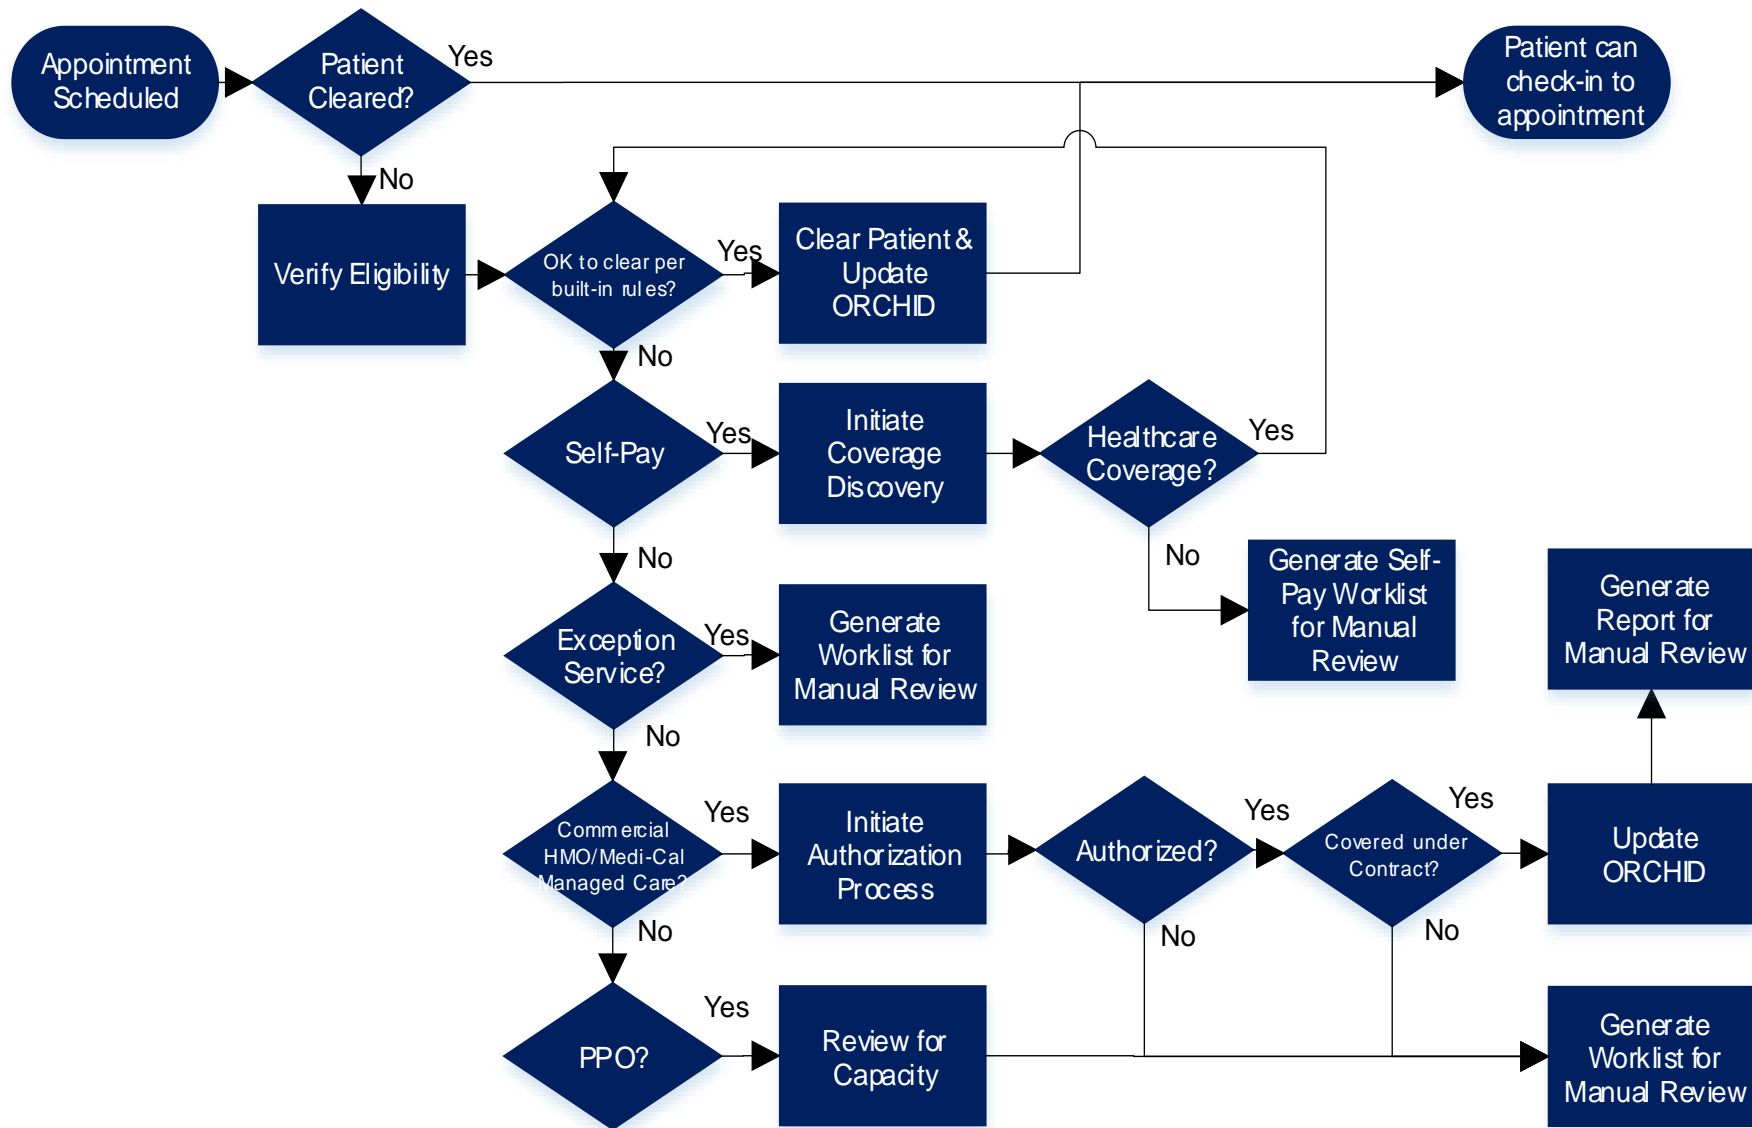 Appointment
Scheduled
Patient
Cleared?
Yes
Patient can
check-in to
appointment
No
Verify Eligibility
OK to clear per
built-in rules?
Yes
Clear Patient &
Update
ORCHID
No
Self-Pay
Yes
Initiate
Coverage
Discovery
Healthcare
Coverage?
Yes
No
Generate Self-
Pay Worklist
for Manual
Review
No
Exception
Service?
Yes
Generate
Worklist for
Manual Review
Generate
Report for
Manual Review
No
Commercial
HMO/Medi-Cal
Managed Care?
Yes
Initiate
Authorization
Process
Authorized?
Yes
Covered under
Contract?
Yes
Update
ORCHID
No
No
No
PPO?
Yes
Review for
Capacity
Generate
Worklist for
Manual Review